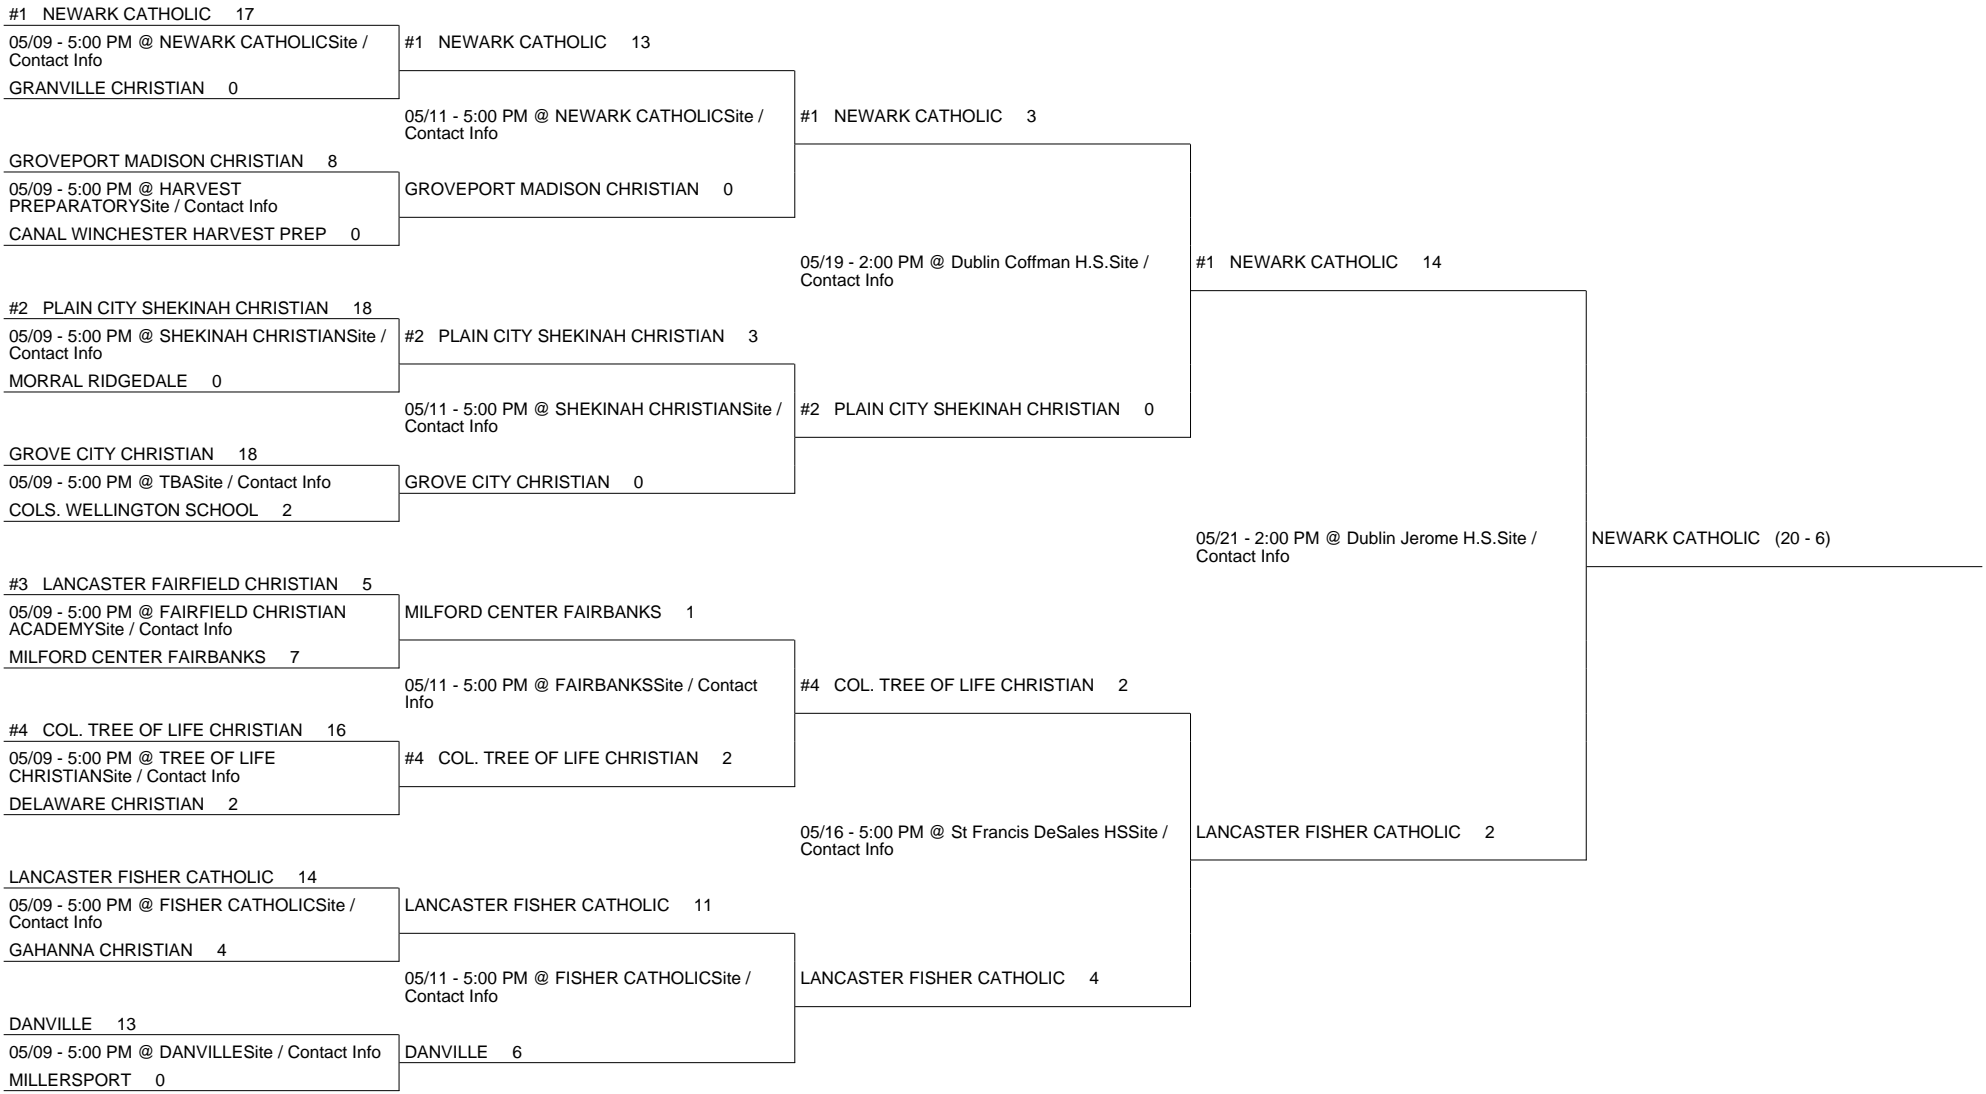 #1 NEWARK CATHOLIC 17
05/09 - 5:00 PM @ NEWARK CATHOLICSite /
Contact Info
GRANVILLE CHRISTIAN 0
GROVEPORT MADISON CHRISTIAN 8
05/09 - 5:00 PM @ HARVEST
PREPARATORYSite / Contact Info
CANAL WINCHESTER HARVEST PREP 0
#2 PLAIN CITY SHEKINAH CHRISTIAN 18
05/09 - 5:00 PM @ SHEKINAH CHRISTIANSite /
Contact Info
MORRAL RIDGEDALE 0
GROVE CITY CHRISTIAN 18
05/09 - 5:00 PM @ TBASite / Contact Info
COLS. WELLINGTON SCHOOL 2
#3 LANCASTER FAIRFIELD CHRISTIAN 5
05/09 - 5:00 PM @ FAIRFIELD CHRISTIAN
ACADEMYSite / Contact Info
MILFORD CENTER FAIRBANKS 7
#4 COL. TREE OF LIFE CHRISTIAN 16
05/09 - 5:00 PM @ TREE OF LIFE
CHRISTIANSite / Contact Info
DELAWARE CHRISTIAN 2
LANCASTER FISHER CATHOLIC 14
05/09 - 5:00 PM @ FISHER CATHOLICSite /
Contact Info
GAHANNA CHRISTIAN 4
DANVILLE 13
05/09 - 5:00 PM @ DANVILLESite / Contact Info
MILLERSPORT 0
#1 NEWARK CATHOLIC 13
05/11 - 5:00 PM @ NEWARK CATHOLICSite /
Contact Info
GROVEPORT MADISON CHRISTIAN 0
#2 PLAIN CITY SHEKINAH CHRISTIAN 3
05/11 - 5:00 PM @ SHEKINAH CHRISTIANSite /
Contact Info
GROVE CITY CHRISTIAN 0
MILFORD CENTER FAIRBANKS 1
05/11 - 5:00 PM @ FAIRBANKSSite / Contact
Info
#4 COL. TREE OF LIFE CHRISTIAN 2
LANCASTER FISHER CATHOLIC 11
05/11 - 5:00 PM @ FISHER CATHOLICSite /
Contact Info
DANVILLE 6
#1 NEWARK CATHOLIC 3
05/19 - 2:00 PM @ Dublin Coffman H.S.Site /
Contact Info
#2 PLAIN CITY SHEKINAH CHRISTIAN 0
#4 COL. TREE OF LIFE CHRISTIAN 2
05/16 - 5:00 PM @ St Francis DeSales HSSite /
Contact Info
LANCASTER FISHER CATHOLIC 4
#1 NEWARK CATHOLIC 14
05/21 - 2:00 PM @ Dublin Jerome H.S.Site /
Contact Info
LANCASTER FISHER CATHOLIC 2
NEWARK CATHOLIC (20 - 6)